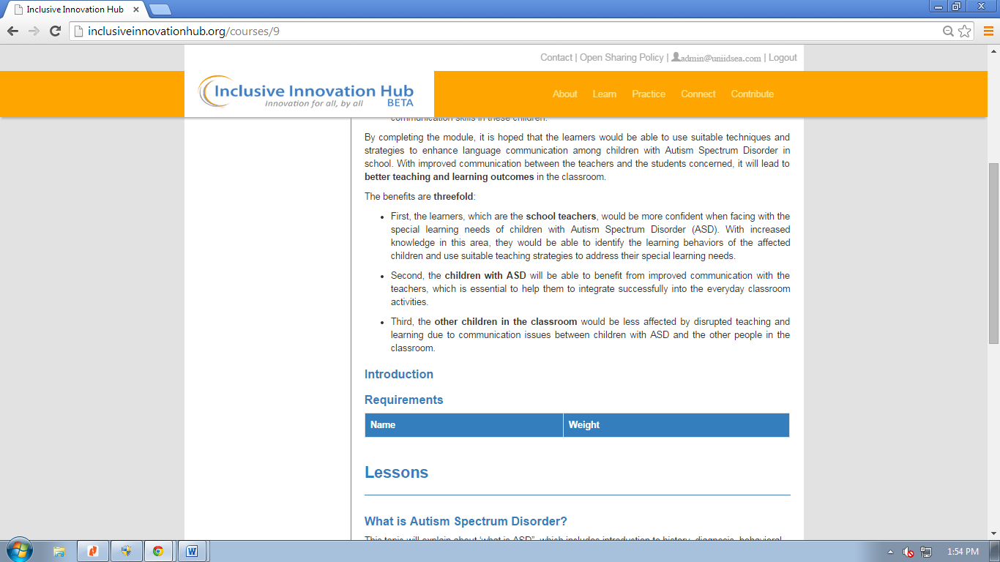 Inclusive Innovation Hub
inclusiveinnovationhub.org/courses/9
Contact | Open Sharing Policy | admin@uniidsea.com | Logout
Inclusive Innovation Hub
BETA
Innovation for all, by all
About Learn Practice Connect Contribute
communication skills in these children.
By completing the module, it is hoped that the learners would be able to use suitable techniques and
strategies to enhance language communication among children with Autism Spectrum Disorder in
school. With improved communication between the teachers and the students concerned, it will lead to
better teaching and learning outcomes in the classroom.
The benefits are threefold:
• First, the learners, which are the school teachers, would be more confident when facing with the
special learning needs of children with Autism Spectrum Disorder (ASD). With increased
knowledge in this area, they would be able to identify the learning behaviors of the affected
children and use suitable teaching strategies to address their special learning needs.
• Second, the children with ASD will be able to benefit from improved communication with the
teachers, which is essential to help them to integrate successfully into the everyday classroom
activities.
• Third, the other children in the classroom would be less affected by disrupted teaching and
learning due to communication issues between children with ASD and the other people in the
classroom.
Introduction
Requirements
Name Weight
Lessons
What is Autism Spectrum Disorder?
This topic will explain about 'what is ASD", which includes introduction to history, diagnosis, behavioral
1:54 PM